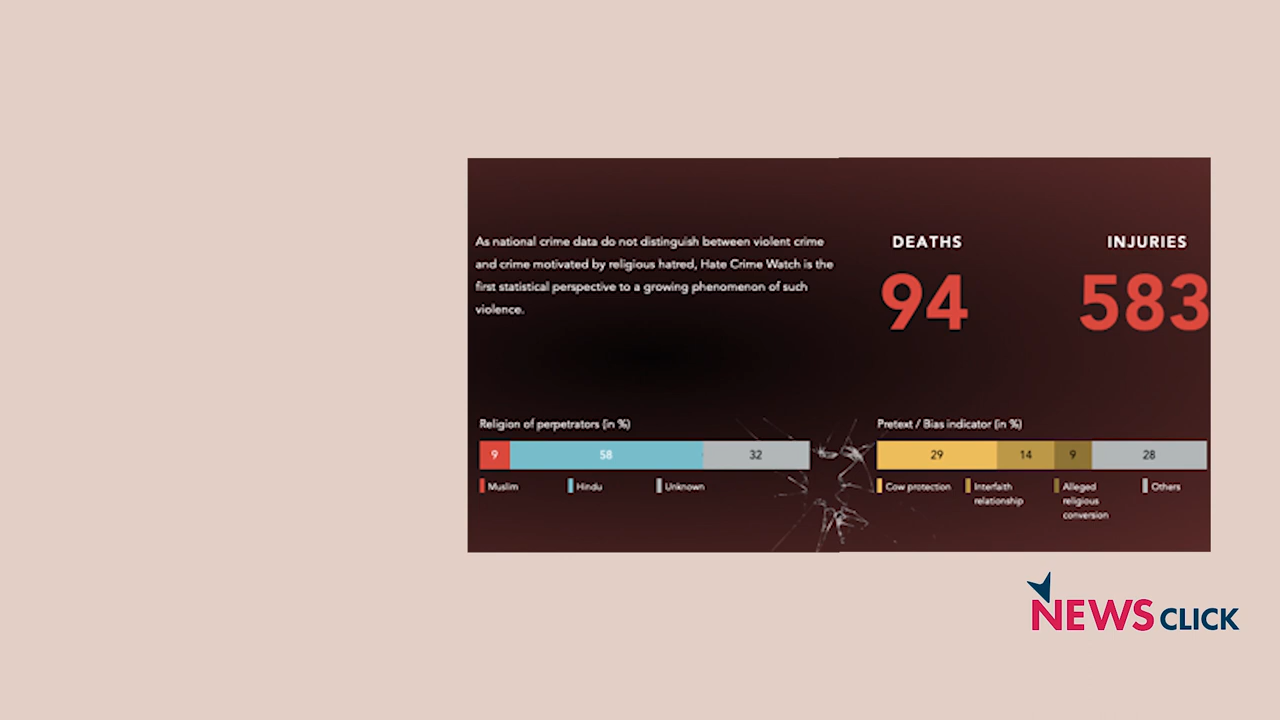 As national crime data do not distinguish between violent crime
and crime motivated by religious hatred, Hate Crime Watch is the
first statistical perspective to a growing phenomenon of such
violence.
DEATHS
94
INJURIES
583
Religion of perpetrators (in %)
9 58 32
Muslim Hindu Unknown
Pretext / Bias indicator (in %)
29 14 9 28
Cow protection
Interfaith
relationship
Alleged
religious
conversion
Others
NEWS CLICK